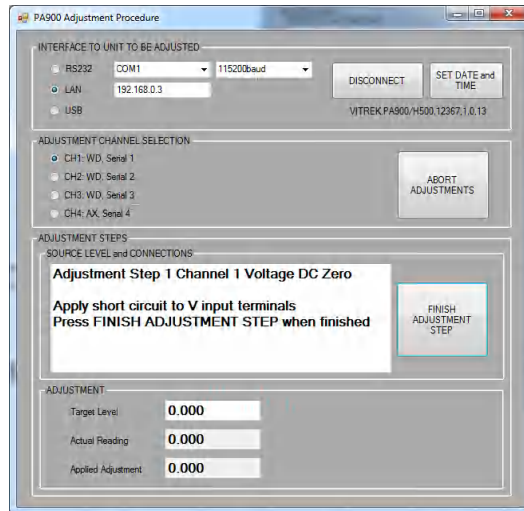 PA900 Adjustment Procedure
INTERFACE TO UNIT TO BE ADJUSTED
RS232 COM1 115200baud
LAN 192.168.0.3
USB
DISCONNECT
SET DATE and
TIME
VITREK,PA900/H500,12367,1.0.13
ADJUSTMENT CHANNEL SELECTION
CH1: WD, Serial 1
CH2: WD, Serial 2
CH3: WD, Serial 3
CH4: AX, Serial 4
ABORT
ADJUSTMENTS
ADJUSTMENT STEPS
SOURCE LEVEL and CONNECTIONS
Adjustment Step 1 Channel 1 Voltage DC Zero
Apply short circuit to V input terminals
Press FINISH ADJUSTMENT STEP when finished
FINISH
ADJUSTMENT
STEP
ADJUSTMENT
Target Level 0.000
Actual Reading 0.000
Applied Adjustment 0.000